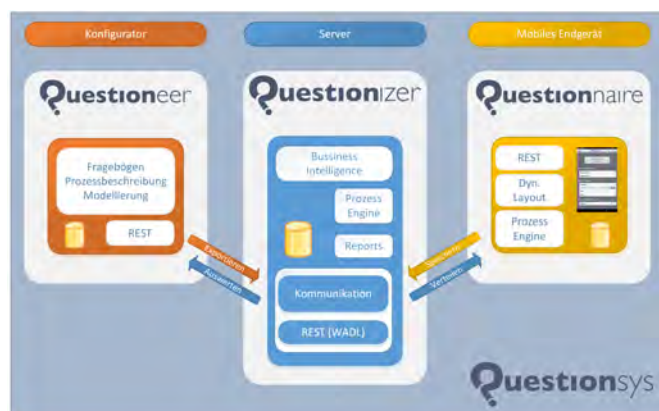 Konfigurator
Server
Mobiles Endgerät
Questioneer
Questionizer
Questionnaire
Fragebögen
Prozessbeschreibung
Modellierung
REST
Bussiness
Intelligence
Prozess
Engine
Reports
Kommunikation
REST (WADL)
REST
Dyn.
Layout
Prozess
Engine
Exportieren
Auswerten
Speichern
Verteilen
Questionsys